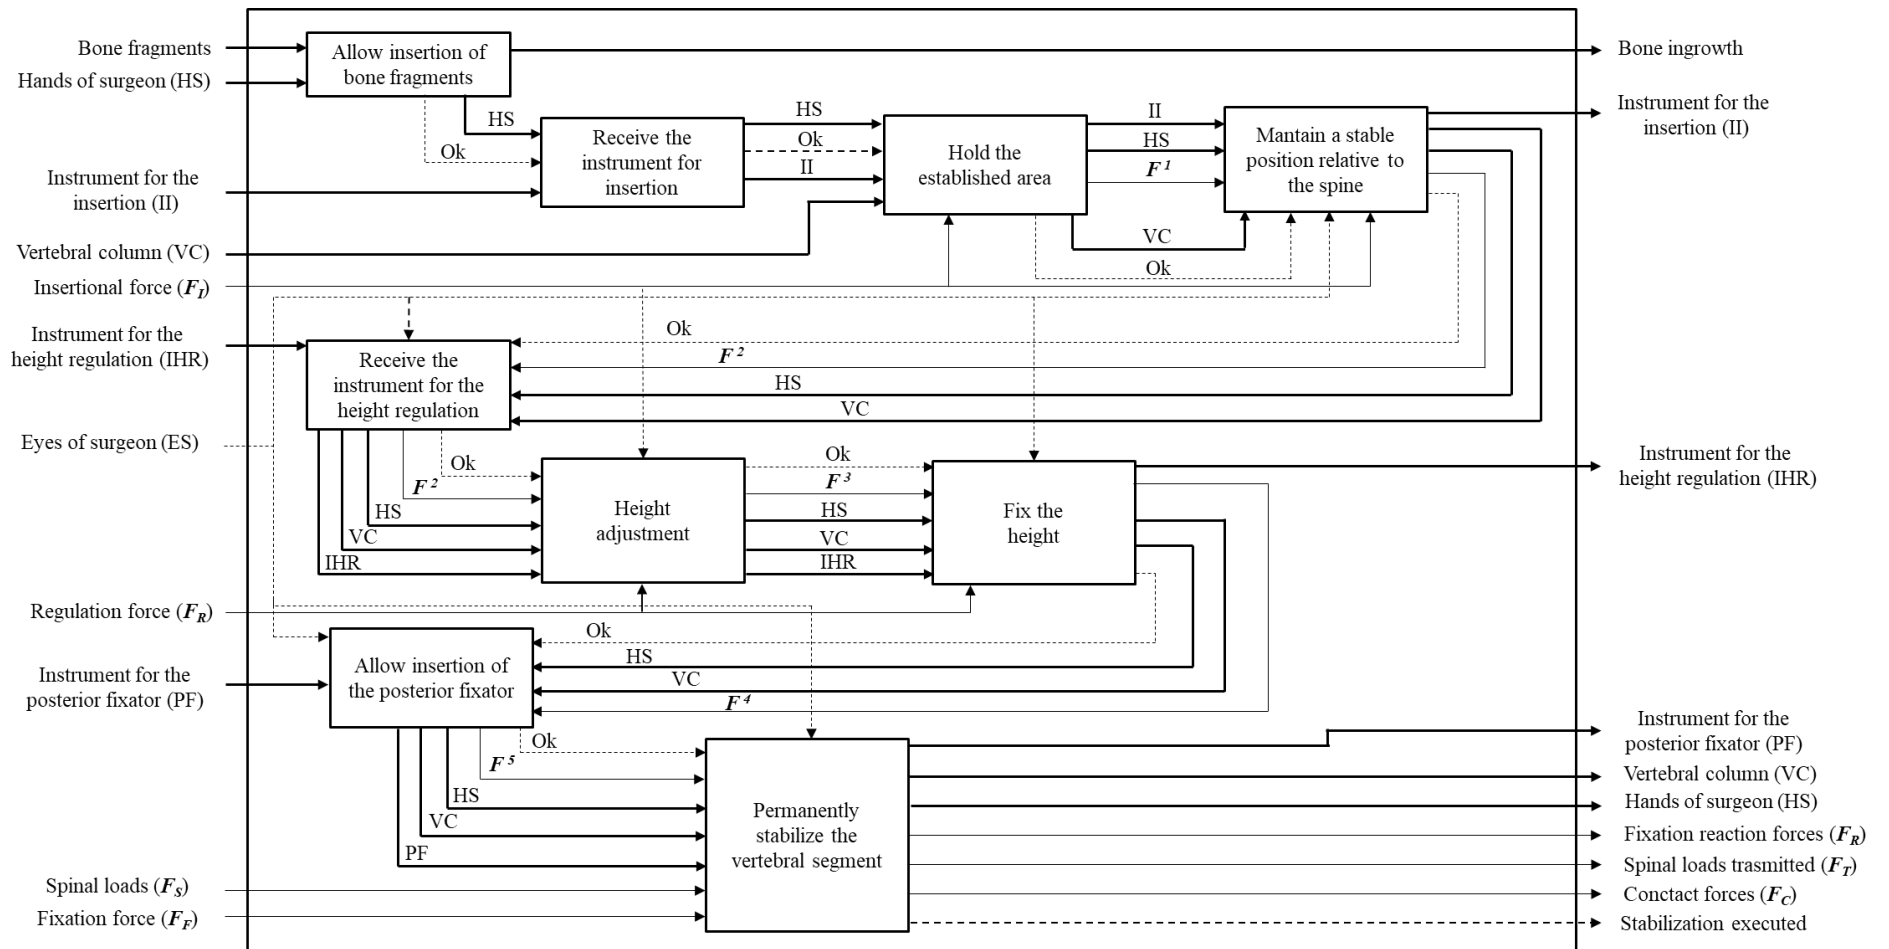 Bone fragments
Hands of surgeon (HS)
Allow insertion of
bone fragments
Bone ingrowth
Instrument for the
insertion (II)
HS
Ok
Receive the
instrument for
insertion
HS
Ok
II
Hold the
established area
II
HS
F 1
Mantain a stable
position relative to
the spine
Instrument for the
insertion (II)
Vertebral column (VC)
VC
Ok
Insertional force (FI)
Instrument for the
height regulation (IHR)
Receive the
instrument for the
height regulation
Ok
F 2
HS
VC
Eyes of surgeon (ES)
Ok
F 2
HS
VC
IHR
Height
adjustment
Ok
F 3
HS
VC
IHR
Fix the
height
Instrument for the
height regulation (IHR)
Regulation force (FR)
Ok
HS
VC
F 4
Instrument for the
posterior fixator (PF)
Allow insertion of
the posterior fixator
Ok
F 5
HS
VC
PF
Permanently
stabilize the
vertebral segment
Spinal loads (FS)
Fixation force (FF)
Instrument for the
posterior fixator (PF)
Vertebral column (VC)
Hands of surgeon (HS)
Fixation reaction forces (FR)
Spinal loads trasmitted (FT)
Conctact forces (FC)
Stabilization executed